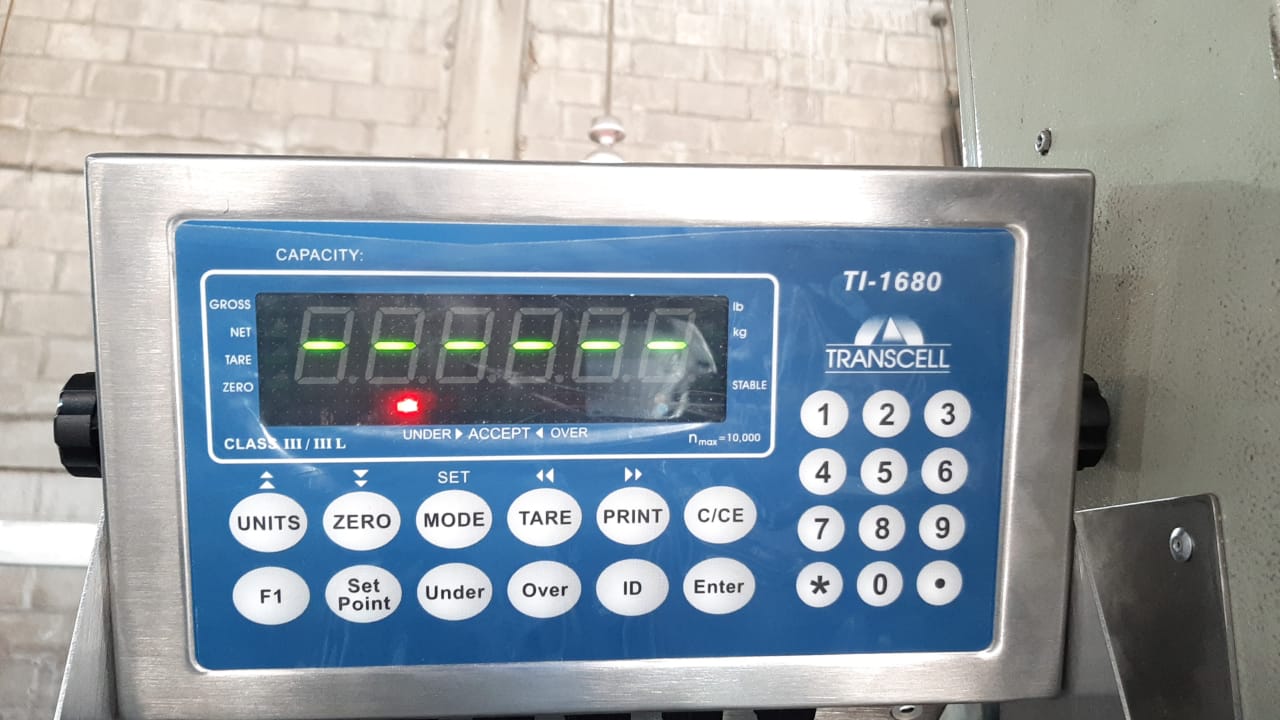 CAPACITY:
TI-1680
GROSS
NET
TARE
ZERO
------
lb
kg
STABLE
TRANSCELL
CLASS III / III L
UNDER ▶ ACCEPT ◀ OVER
nmax=10,000
SET
UNITS ZERO MODE TARE PRINT C/CE
F1 Set Point Under Over ID Enter
1 2 3
4 5 6
7 8 9
* 0 •